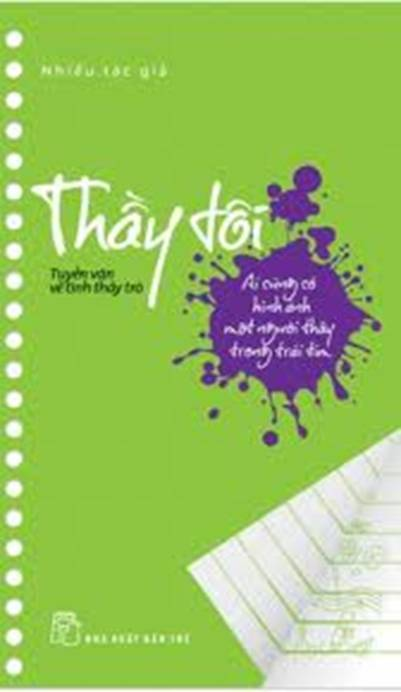 Nhiều tác giả
Thầy tôi
Tuyển văn
về tình thầy trò
Ai cũng có
hình ảnh
một người thầy
trong trái tim
NHÀ XUẤT BẢN TRẺ